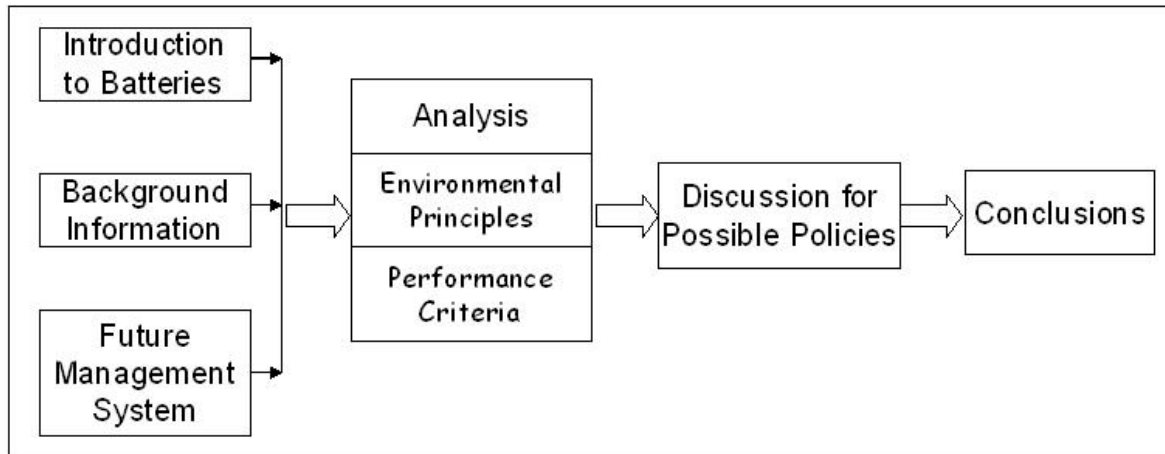 Introduction
to Batteries
Background
Information
Future
Management
System
Analysis
Environmental
Principles
Performance
Criteria
Discussion for
Possible Policies
Conclusions